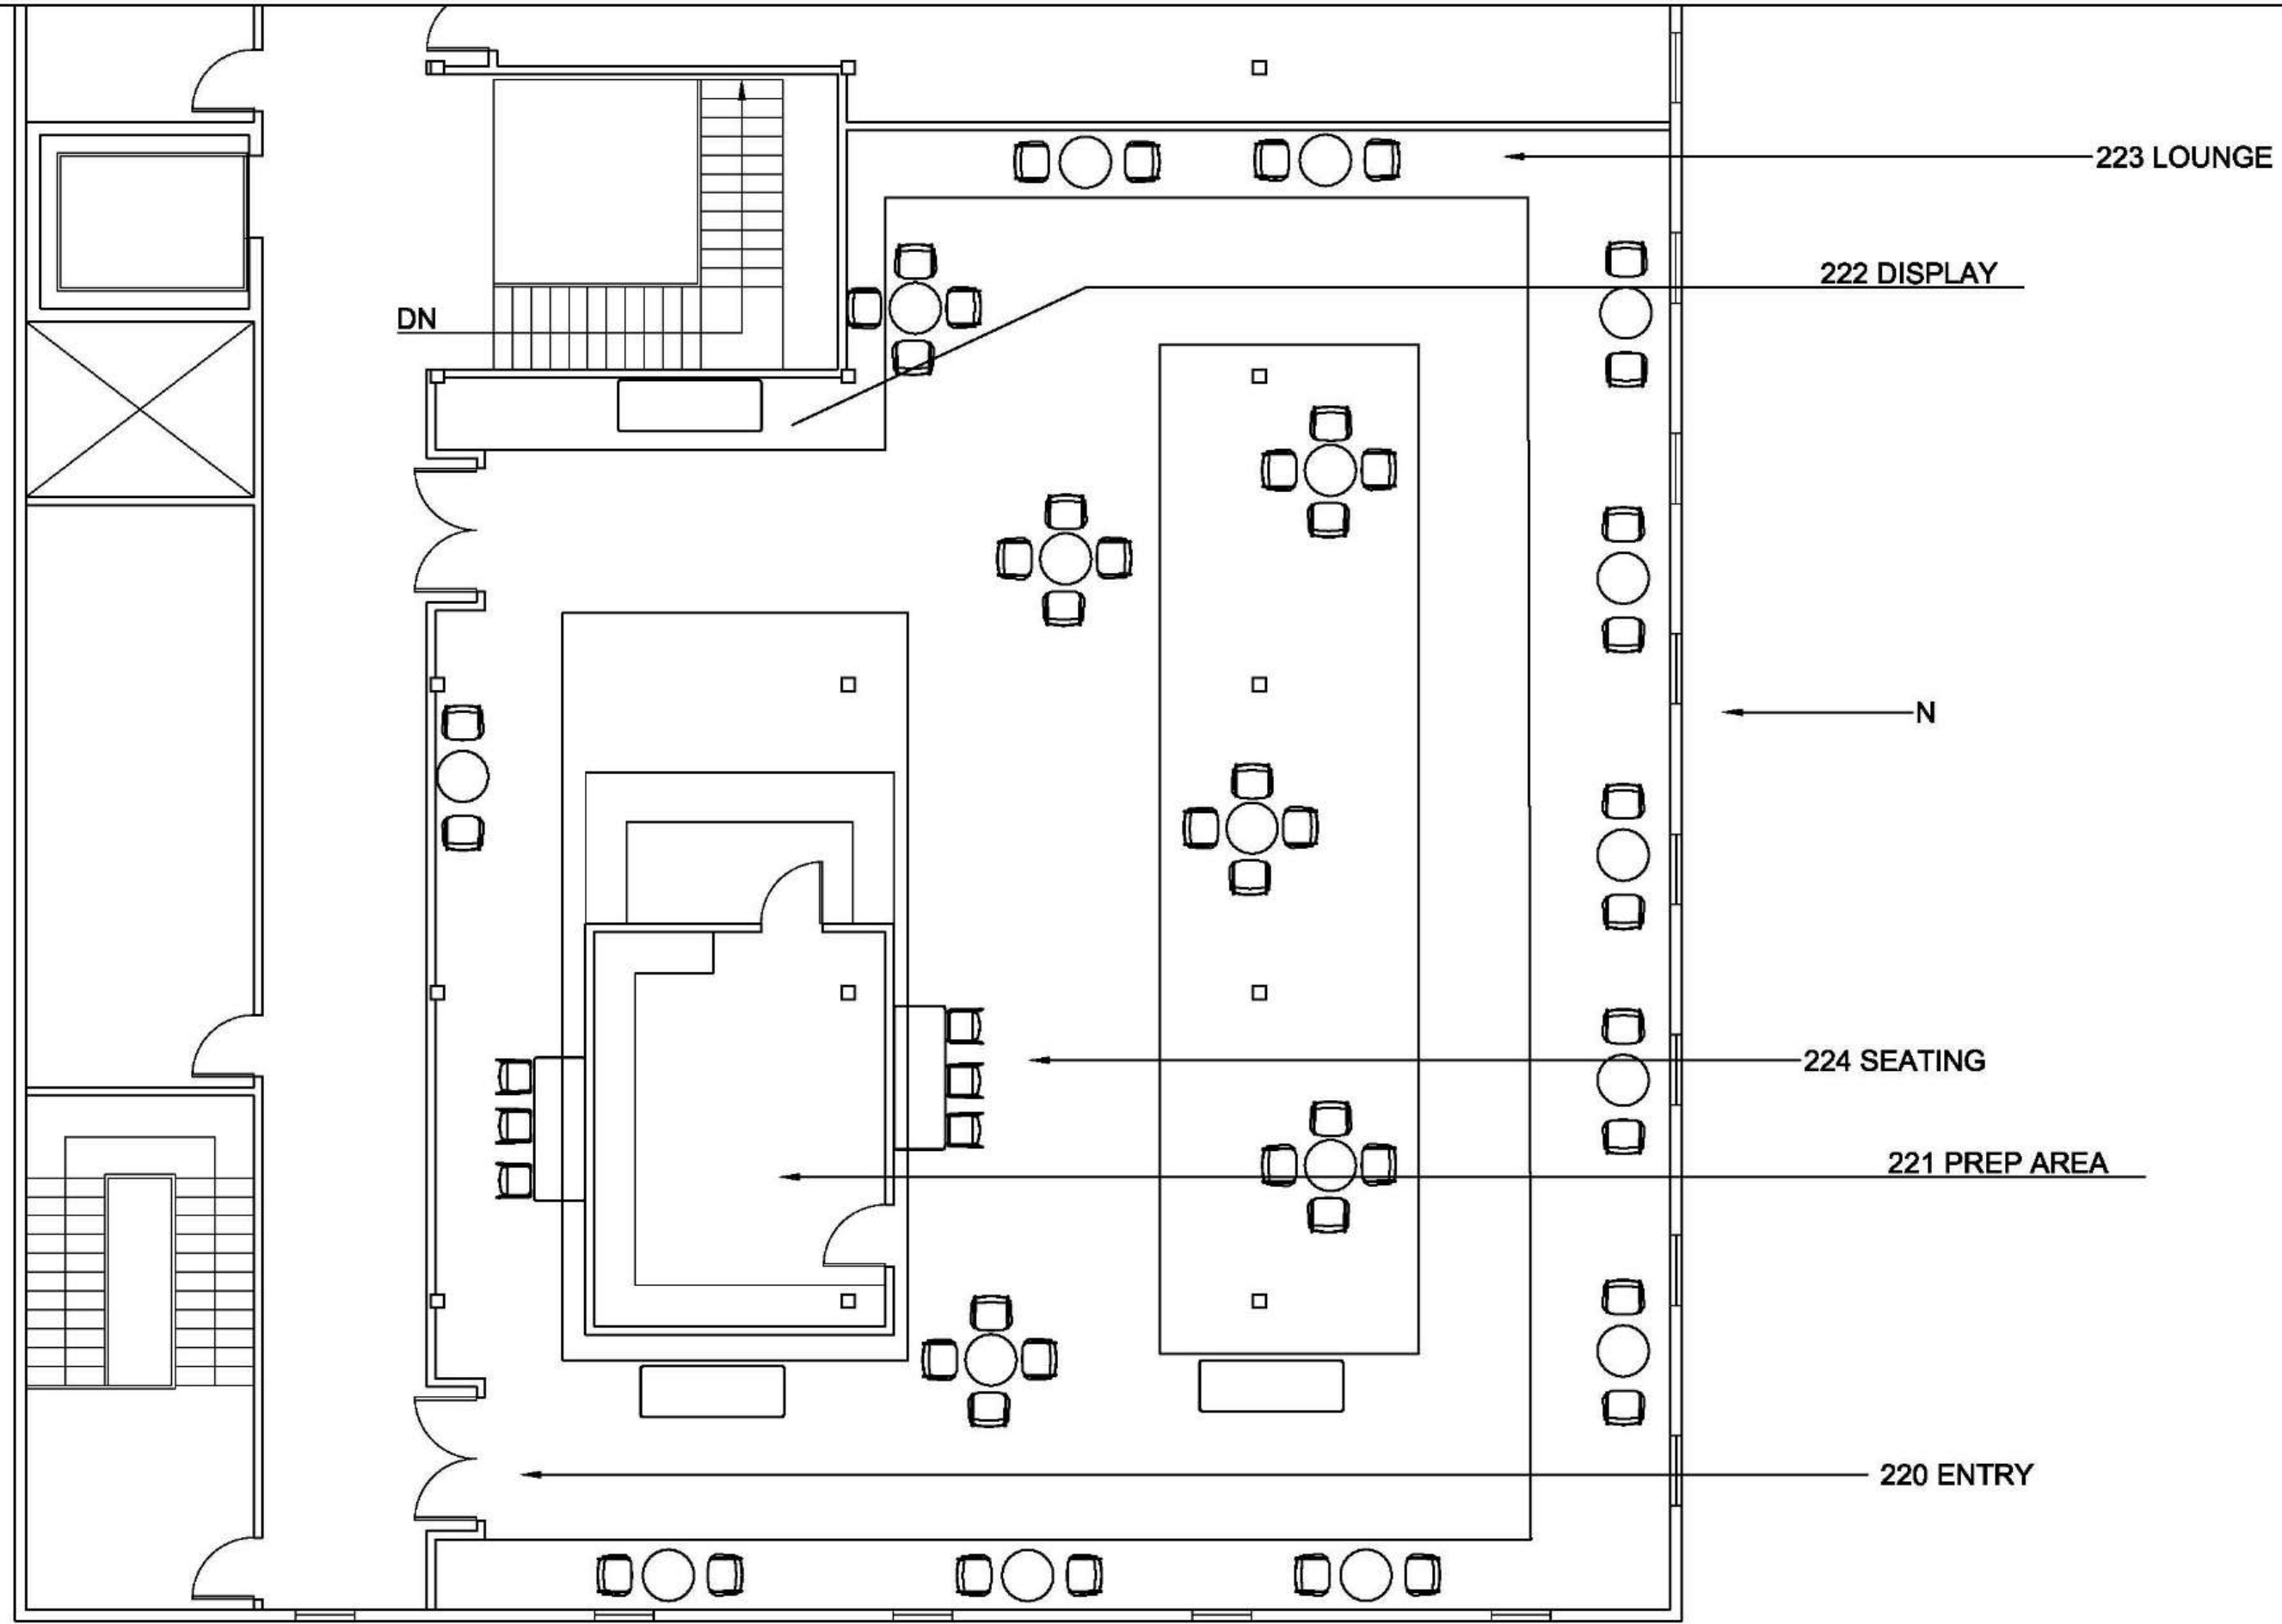 223 LOUNGE
222 DISPLAY
DN
N
224 SEATING
221 PREP AREA
220 ENTRY